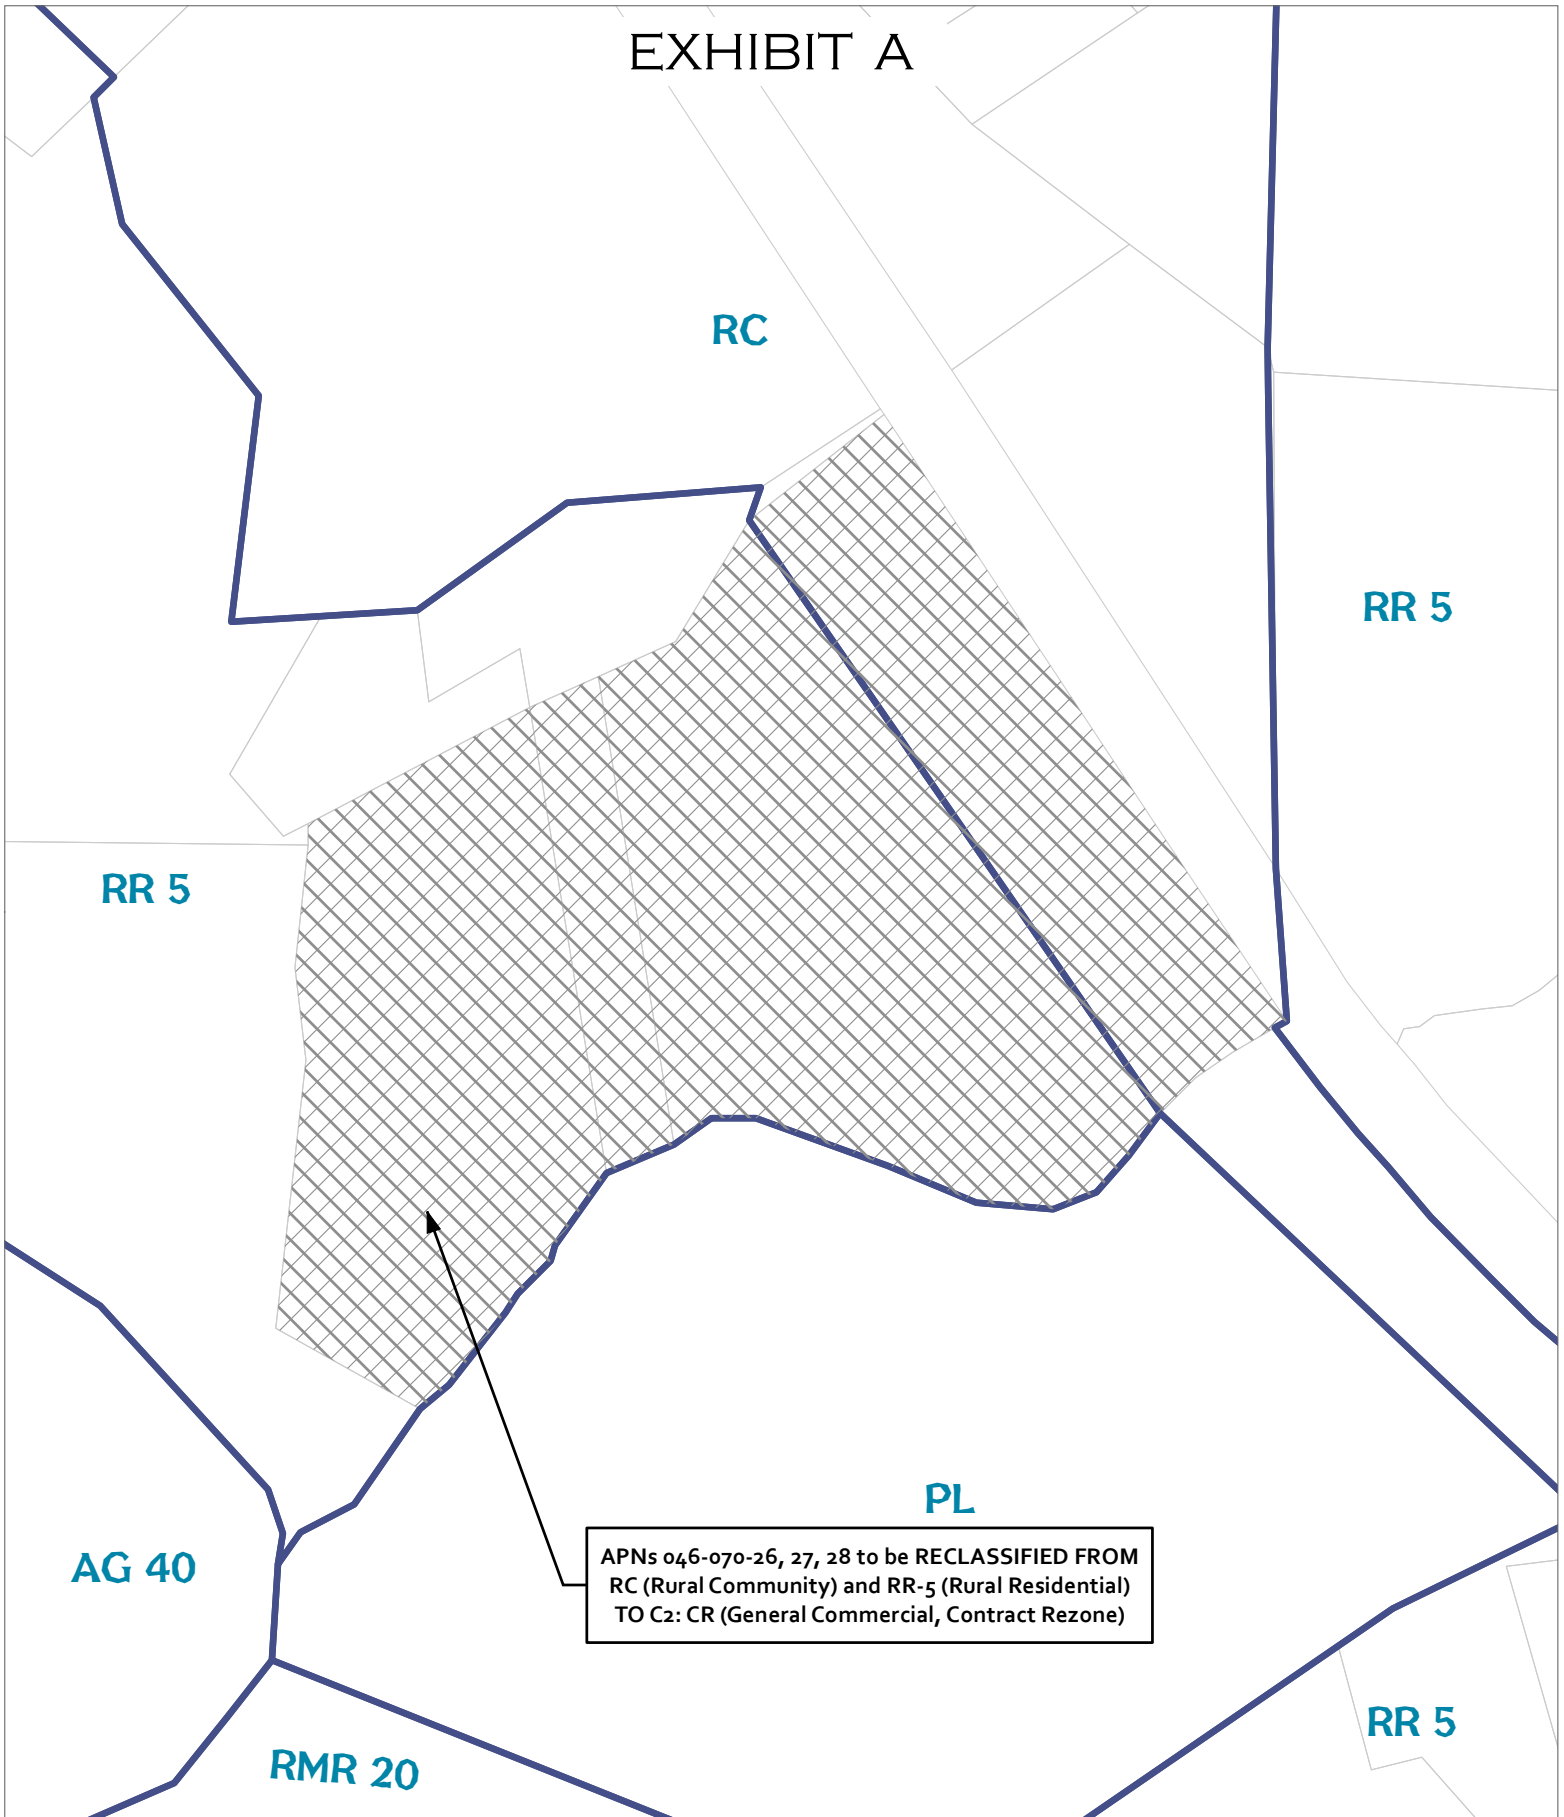 EXHIBIT A
RC
RR 5
RR 5
PL
APNs 046-070-26, 27, 28 to be RECLASSIFIED FROM
RC (Rural Community) and RR-5 (Rural Residential)
TO C2: CR (General Commercial, Contract Rezone)
AG 40
RR 5
RMR 20